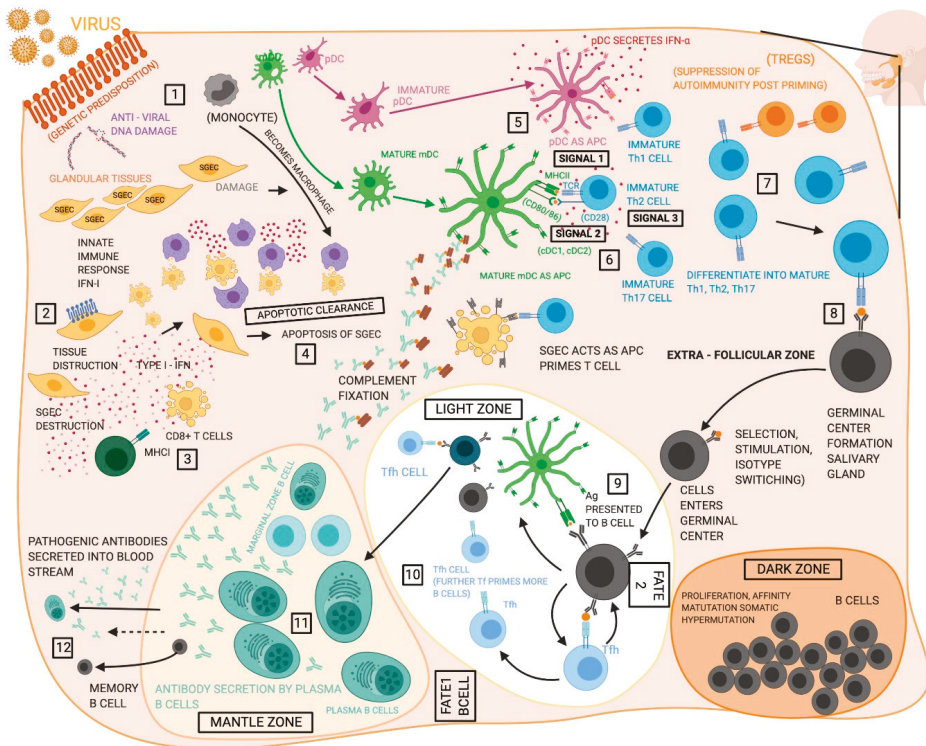 VIRUS
(GENETIC PREDISPOSITION)
ANTI - VIRAL
DNA DAMAGE
GLANDULAR TISSUES
SGEC
SGEC
SGEC
SGEC
SGEC
DAMAGE
1
(MONOCYTE)
BECOMES MACROPHAGE
mDC
pDC
IMMATURE
pDC
MATURE mDC
pDC SECRETES IFN-α
5
pDC AS APC
SIGNAL 1
MHCII
TCR
(CD80/86)
(CD28)
SIGNAL 2
(cDC1, cDC2)
MATURE mDC AS APC
IMMATURE
Th1 CELL
IMMATURE
Th2 CELL
SIGNAL 3
6
IMMATURE
Th17 CELL
(TREGS)
(SUPPRESSION OF
AUTOIMMUNITY POST PRIMING)
7
DIFFERENTIATE INTO MATURE
Th1, Th2, Th17
INNATE
IMMUNE
RESPONSE
IFN-I
2
TISSUE
DISTRUCTION
TYPE I - IFN
APOPTOTIC CLEARANCE
APOPTOSIS OF SGEC
4
SGEC
DESTRUCTION
CD8+ T CELLS
MHCI
3
COMPLEMENT
FIXATION
SGEC ACTS AS APC
PRIMES T CELL
8
EXTRA - FOLLICULAR ZONE
GERMINAL
CENTER
FORMATION
SALIVARY
GLAND
SELECTION,
STIMULATION,
ISOTYPE
SWITICHING)
CELLS
ENTERS
GERMINAL
CENTER
LIGHT ZONE
Tfh CELL
9
Ag
PRESENTED
TO B CELL
10
Tfh CELL
(FURTHER Tf PRIMES MORE
B CELLS)
Tfh
Tfh
FATE
2
DARK ZONE
PROLIFERATION, AFFINITY
MATUTATION SOMATIC
HYPERMUTATION
B CELLS
MARGINAL ZONE B CELL
11
ANTIBODY SECRETION BY PLASMA
B CELLS
PLASMA B CELLS
MANTLE ZONE
FATE1
BCELL
PATHOGENIC ANTIBODIES
SECRETED INTO BLOOD
STREAM
12
MEMORY
B CELL